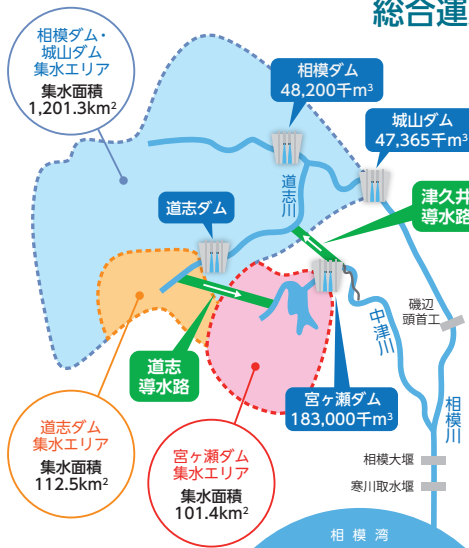 総合運
相模ダム・
城山ダム
集水エリア
集水面積
1,201.3km²
相模ダム
48,200千m³
城山ダム
47,365千m³
道志川
津久井
導水路
道志ダム
道志
導水路
中津川
磯辺
頭首工
相模川
宮ヶ瀬ダム
183,000千m³
道志ダム
集水エリア
集水面積
112.5km²
宮ヶ瀬ダム
集水エリア
集水面積
101.4km²
相模大堰
寒川取水堰
相模湾